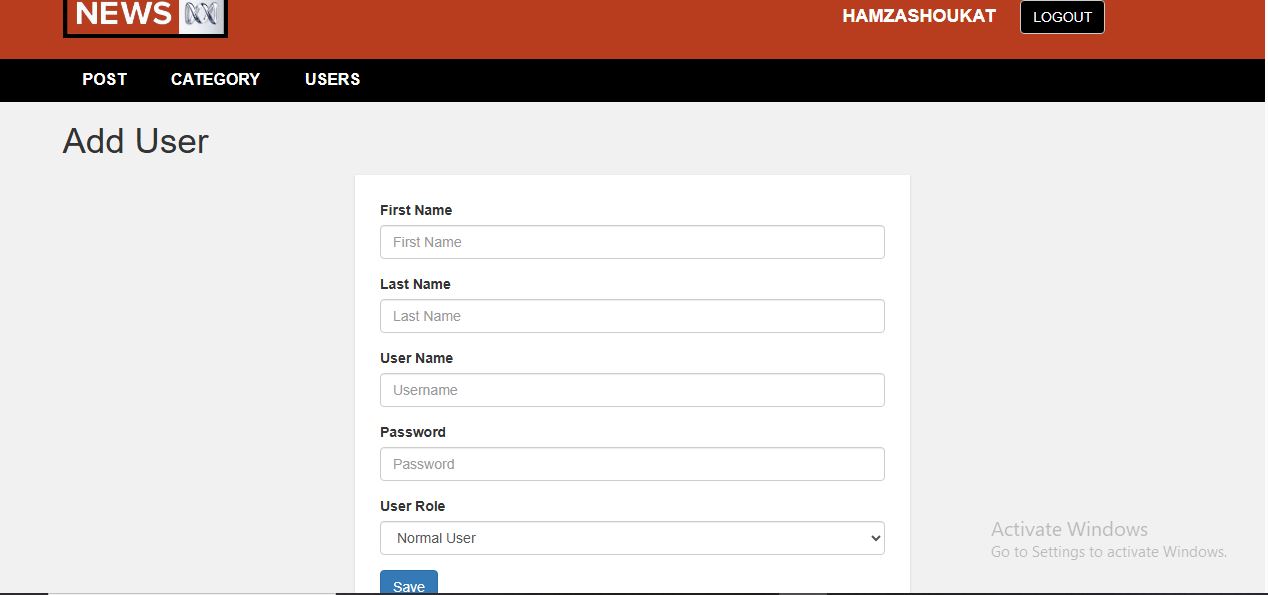 NEWS
HAMZASHOUKAT
LOGOUT
POST CATEGORY USERS
Add User
First Name
First Name
Last Name
Last Name
User Name
Username
Password
Password
User Role
Normal User
Save
Activate Windows
Go to Settings to activate Windows.